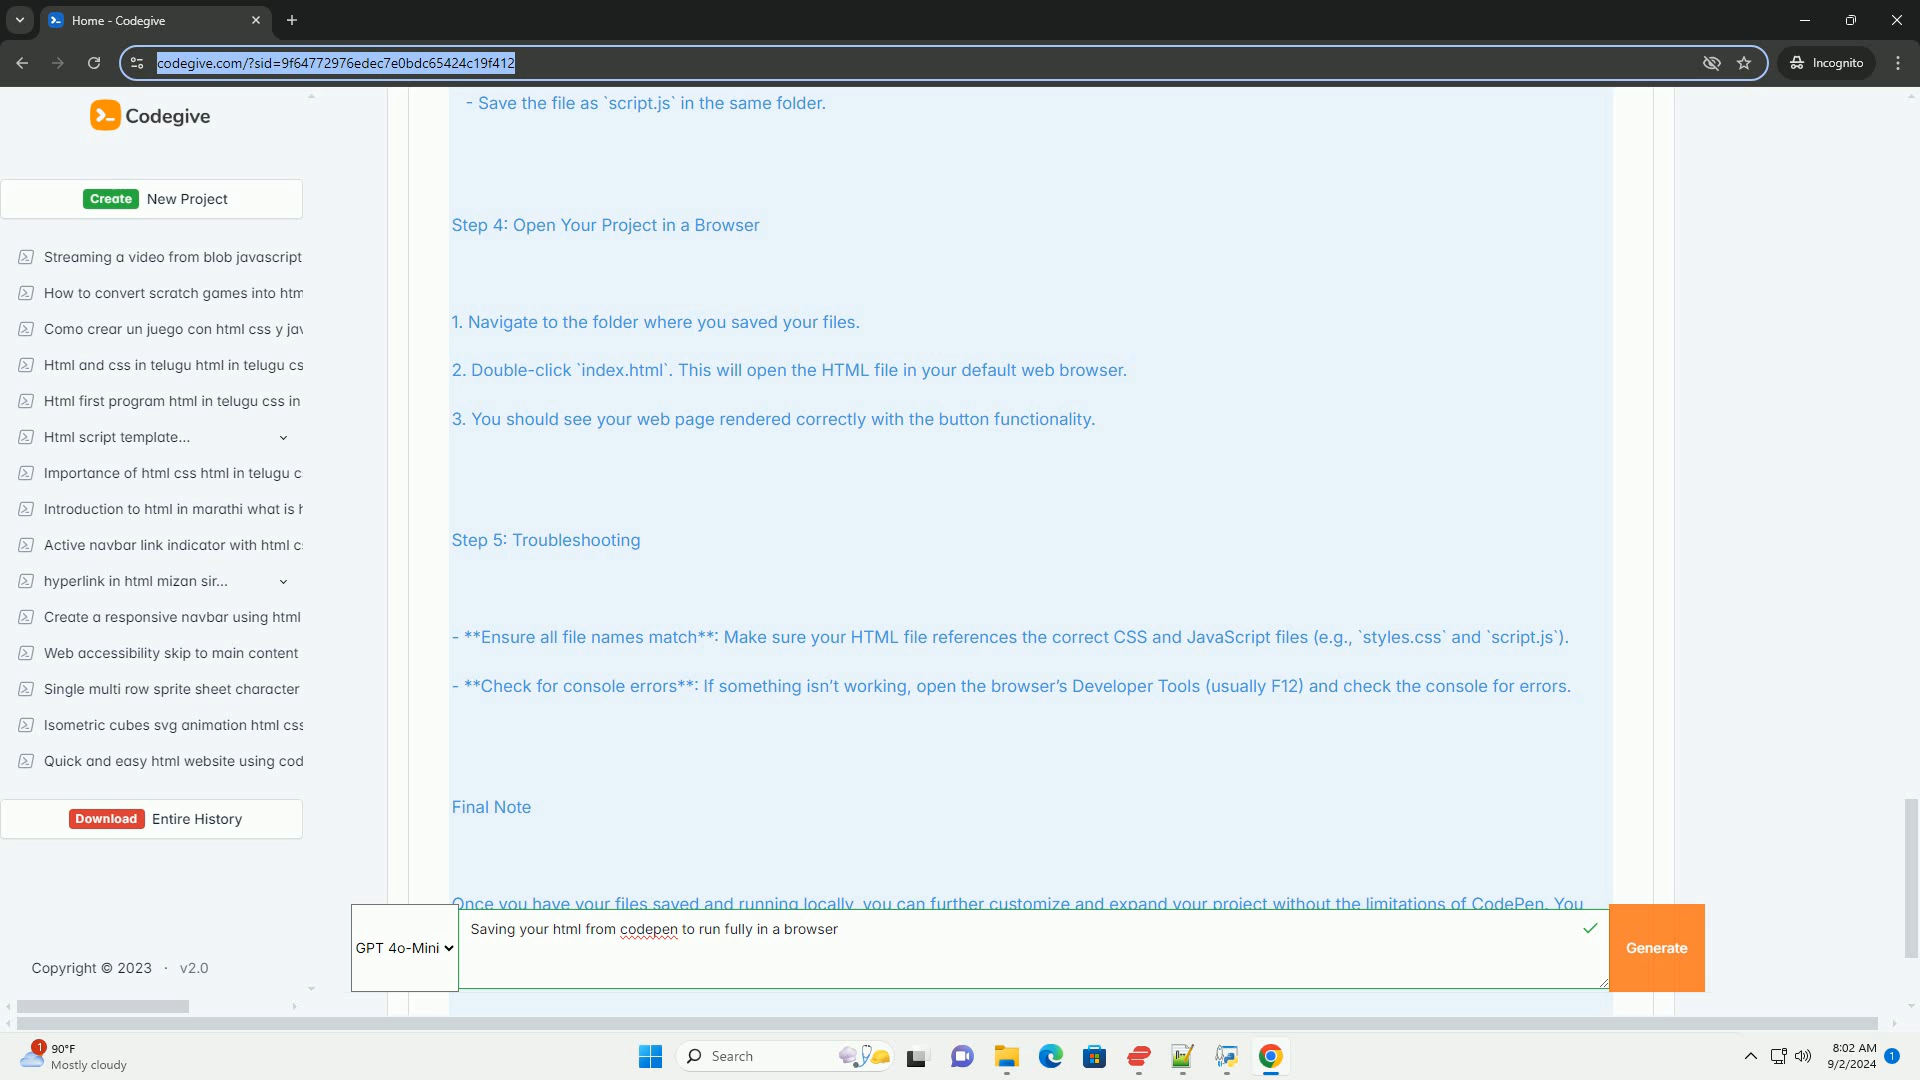 Home - Codegive
codegive.com/?sid=9f64772976edec7e0bdc65424c19f412
Incognito
Codegive
Create New Project
Streaming a video from blob javascript
How to convert scratch games into htm
Como crear un juego con html css y jav
Html and css in telugu html in telugu cs
Html first program html in telugu css in
Html script template...
Importance of html css html in telugu c
Introduction to html in marathi what is h
Active navbar link indicator with html c
hyperlink in html mizan sir...
Create a responsive navbar using html
Web accessibility skip to main content
Single multi row sprite sheet character
Isometric cubes svg animation html css
Quick and easy html website using cod
Download Entire History
Copyright © 2023 · v2.0
- Save the file as `script.js` in the same folder.
Step 4: Open Your Project in a Browser
1. Navigate to the folder where you saved your files.
2. Double-click `index.html`. This will open the HTML file in your default web browser.
3. You should see your web page rendered correctly with the button functionality.
Step 5: Troubleshooting
- **Ensure all file names match**: Make sure your HTML file references the correct CSS and JavaScript files (e.g., `styles.css` and `script.js`).
- **Check for console errors**: If something isn’t working, open the browser’s Developer Tools (usually F12) and check the console for errors.
Final Note
Once you have your files saved and running locally, you can further customize and expand your project without the limitations of CodePen. You
GPT 4o-Mini
Saving your html from codepen to run fully in a browser
Generate
1
90°F
Mostly cloudy
Search
8:02 AM
9/2/2024
1